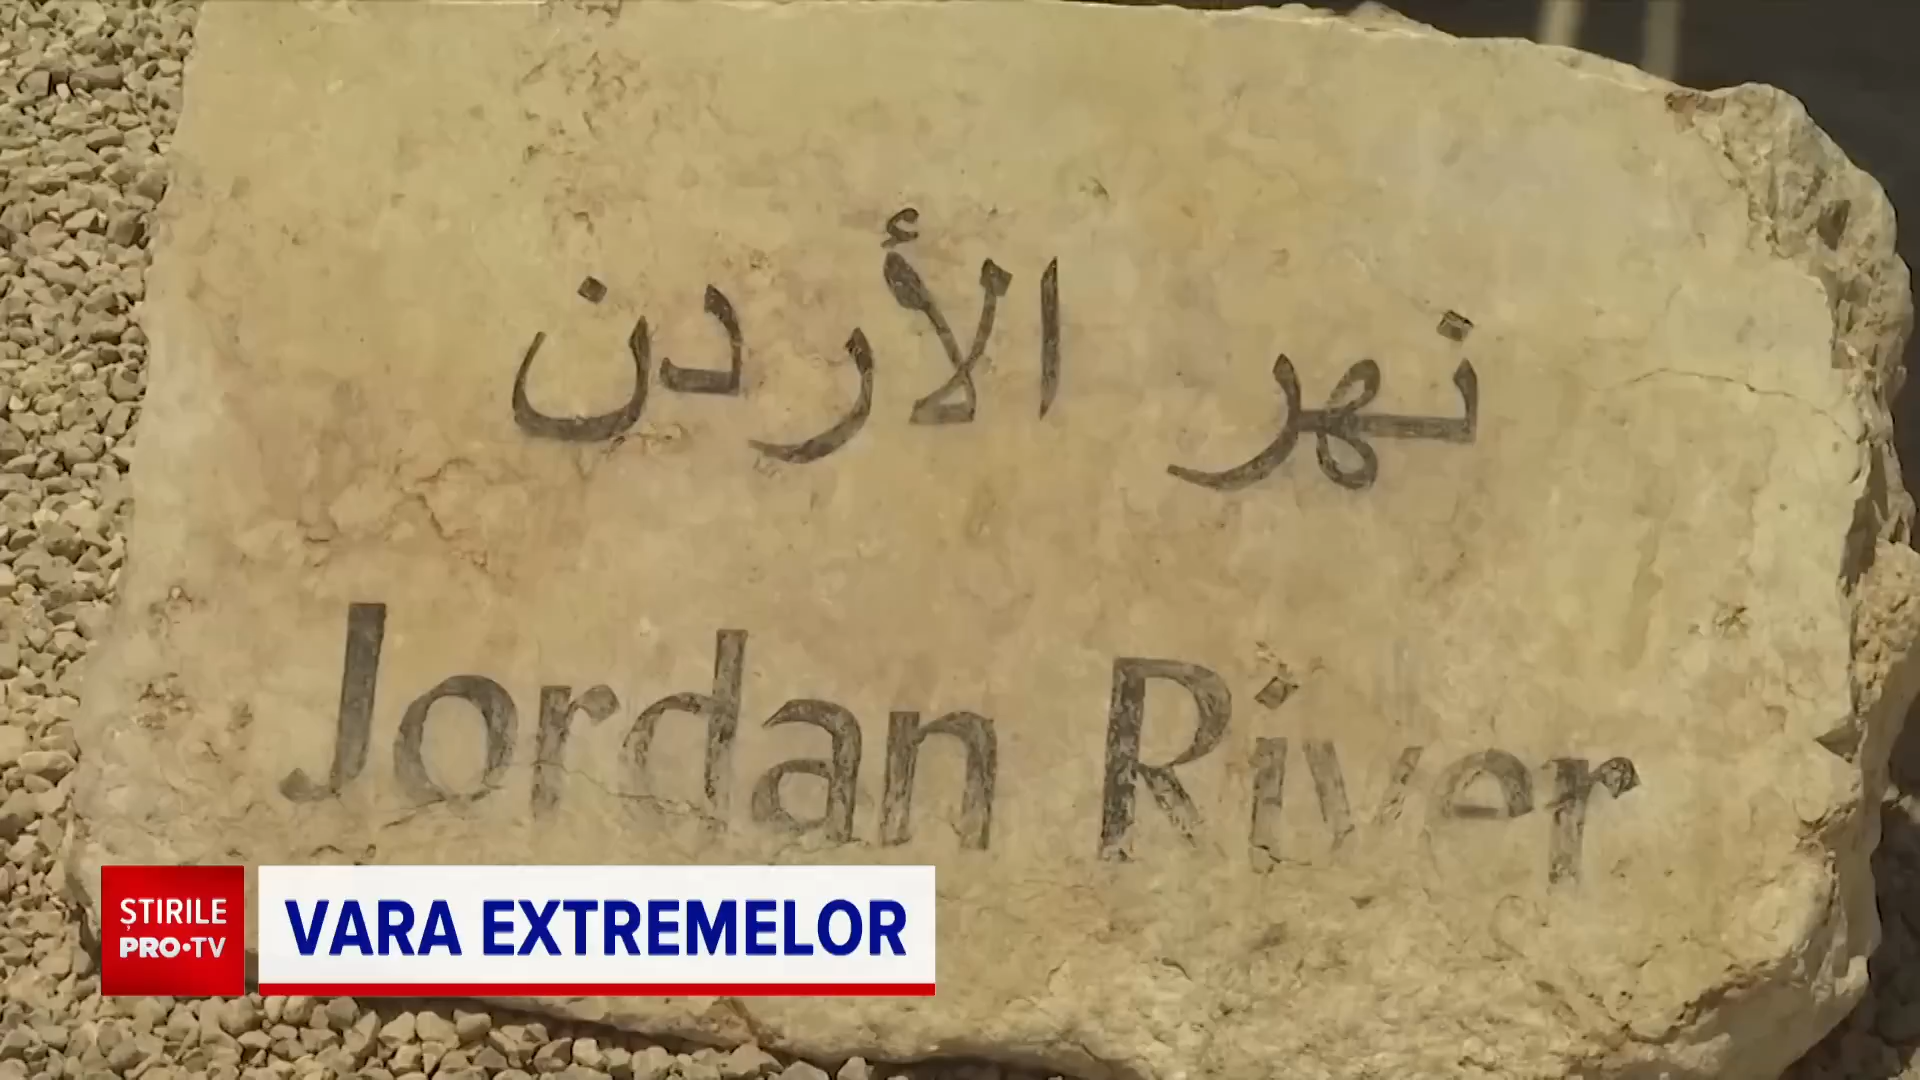 نهر الأردن
Jordan River
ȘTIRILE
PRO•TV
VARA EXTREMELOR